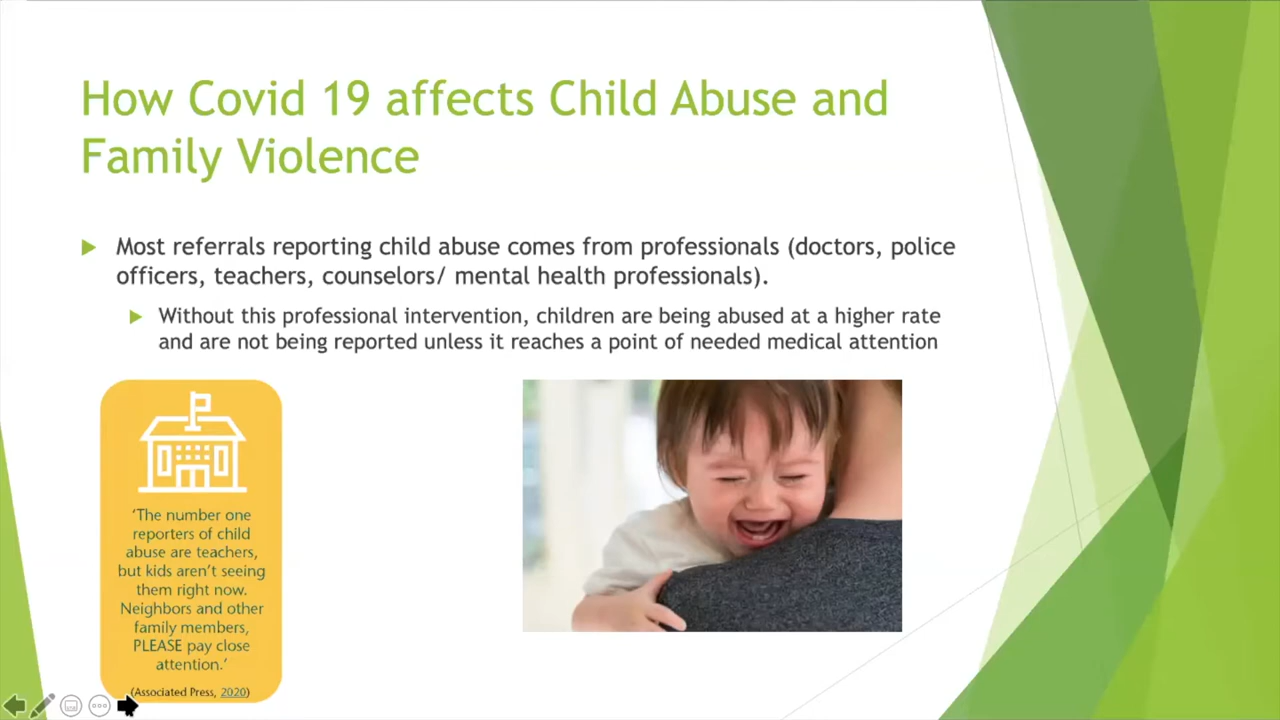 How Covid 19 affects Child Abuse and
Family Violence
Most referrals reporting child abuse comes from professionals (doctors, police
officers, teachers, counselors/ mental health professionals).
Without this professional intervention, children are being abused at a higher rate
and are not being reported unless it reaches a point of needed medical attention
‘The number one
reporters of child
abuse are teachers,
but kids aren’t seeing
them right now.
Neighbors and other
family members,
PLEASE pay close
attention.’
(Associated Press, 2020)